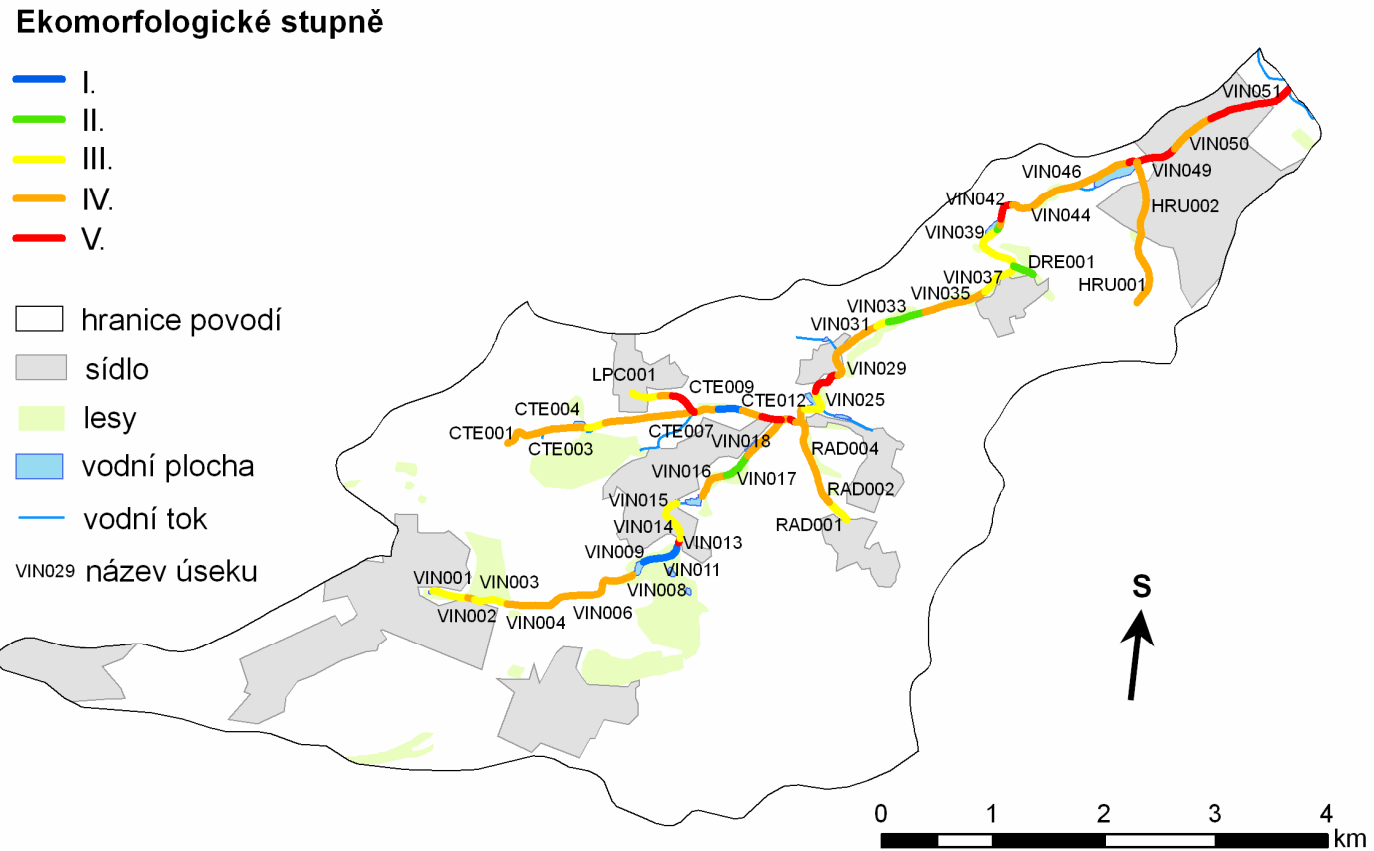 Ekomorfologické stupně
I.
II.
III.
IV.
V.
hranice povodí
sídlo
lesy
vodní plocha
vodní tok
VIN029 název úseku
VIN051
VIN050
VIN049
VIN046
VIN042
VIN044
HRU002
VIN039
DRE001
VIN037
HRU001
VIN035
VIN033
VIN031
VIN029
LPC001
CTE009
CTE012
VIN025
CTE004
CTE001
CTE007
CTE003
VIN018
RAD004
VIN016
VIN017
RAD002
VIN015
RAD001
VIN014
VIN013
VIN009
VIN011
VIN001
VIN003
VIN008
VIN002
VIN004
VIN006
S
0 1 2 3 4
km